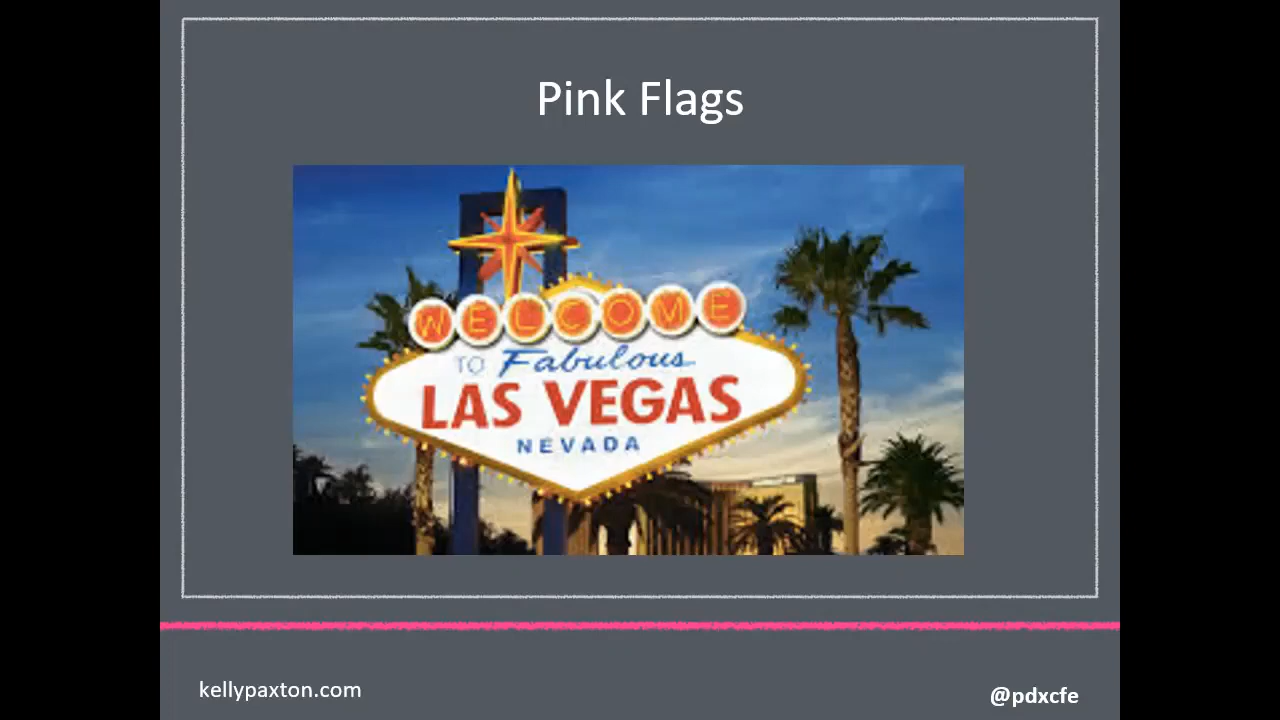 Pink Flags
WELCOME
TO Fabulous
LAS VEGAS
NEVADA
kellypaxton.com
@pdxcfe